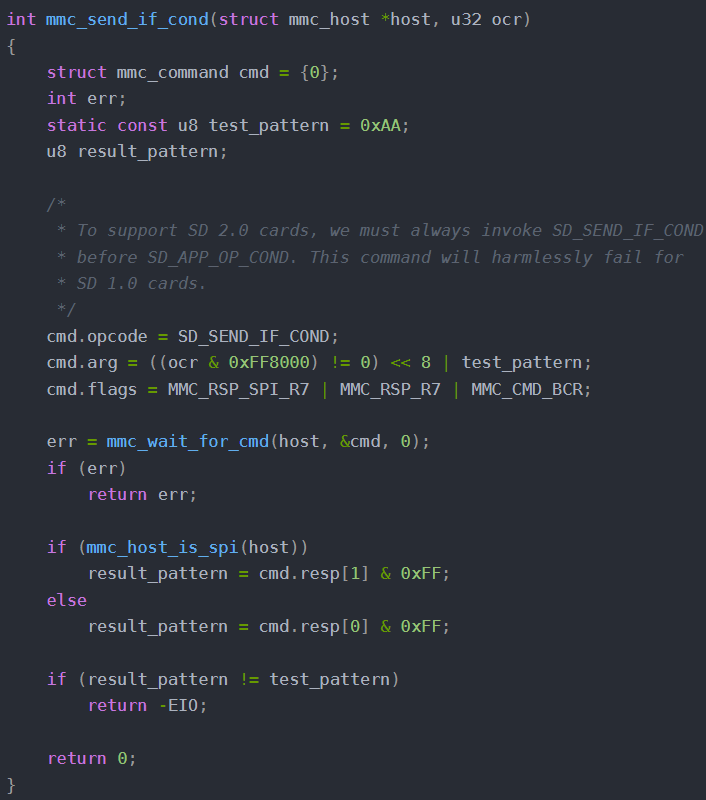 int mmc_send_if_cond(struct mmc_host *host, u32 ocr)
{
    struct mmc_command cmd = {0};
    int err;
    static const u8 test_pattern = 0xAA;
    u8 result_pattern;

    /*
     * To support SD 2.0 cards, we must always invoke SD_SEND_IF_COND
     * before SD_APP_OP_COND. This command will harmlessly fail for
     * SD 1.0 cards.
     */
    cmd.opcode = SD_SEND_IF_COND;
    cmd.arg = ((ocr & 0xFF8000) != 0) << 8 | test_pattern;
    cmd.flags = MMC_RSP_SPI_R7 | MMC_RSP_R7 | MMC_CMD_BCR;

    err = mmc_wait_for_cmd(host, &cmd, 0);
    if (err)
        return err;

    if (mmc_host_is_spi(host))
        result_pattern = cmd.resp[1] & 0xFF;
    else
        result_pattern = cmd.resp[0] & 0xFF;

    if (result_pattern != test_pattern)
        return -EIO;

    return 0;
}